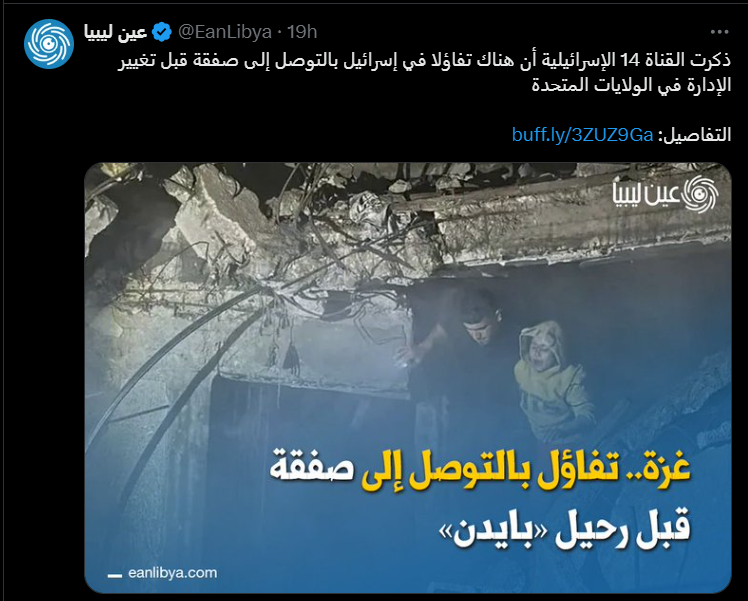 عين ليبيا @EanLibya · 19h
ذكرت القناة 14 الإسرائيلية أن هناك تفاؤلا في إسرائيل بالتوصل إلى صفقة قبل تغيير
الإدارة في الولايات المتحدة
التفاصيل: buff.ly/3ZUZ9Ga
عين ليبيا
غزة.. تفاؤل بالتوصل إلى صفقة
قبل رحيل «بايدن»
eanlibya.com